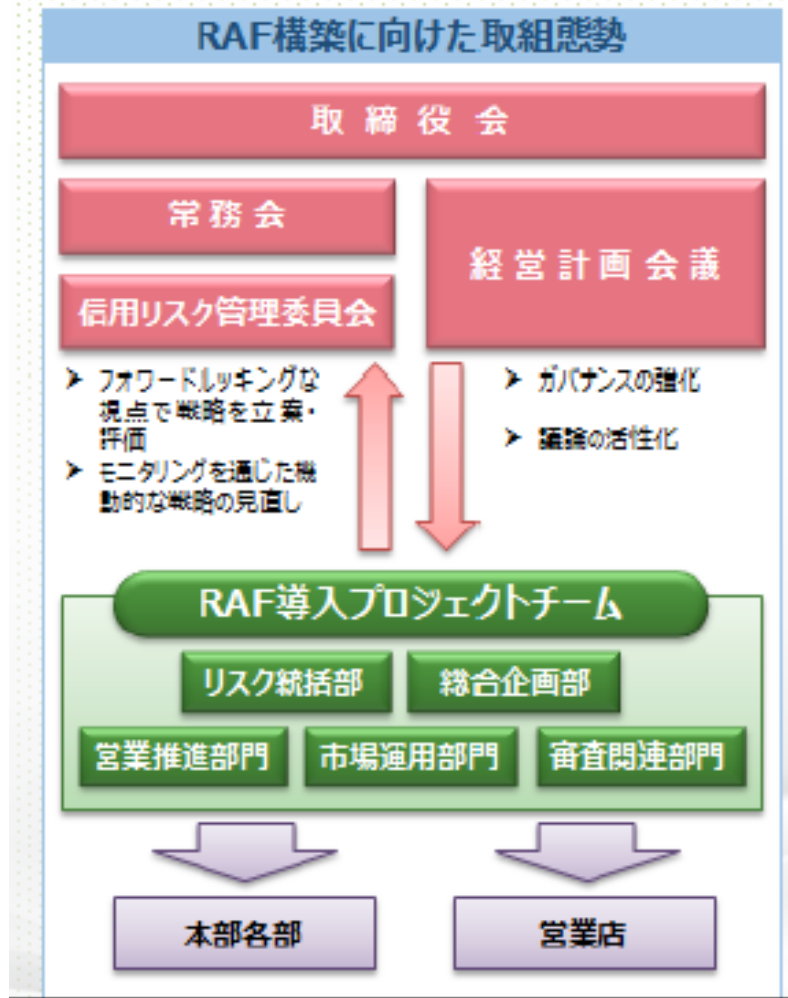 RAF構築に向けた取組態勢
取締役会
常務会
経営計画会議
信用リスク管理委員会
➤ フォワードルッキングな
視点で戦略を立案・
評価
➤ モニタリングを通じた機
動的な戦略の見直し
➤ ガバナンスの強化
➤ 議論の活性化
RAF導入プロジェクトチーム
リスク統括部
総合企画部
営業推進部門
市場運用部門
審査関連部門
本部各部
営業店